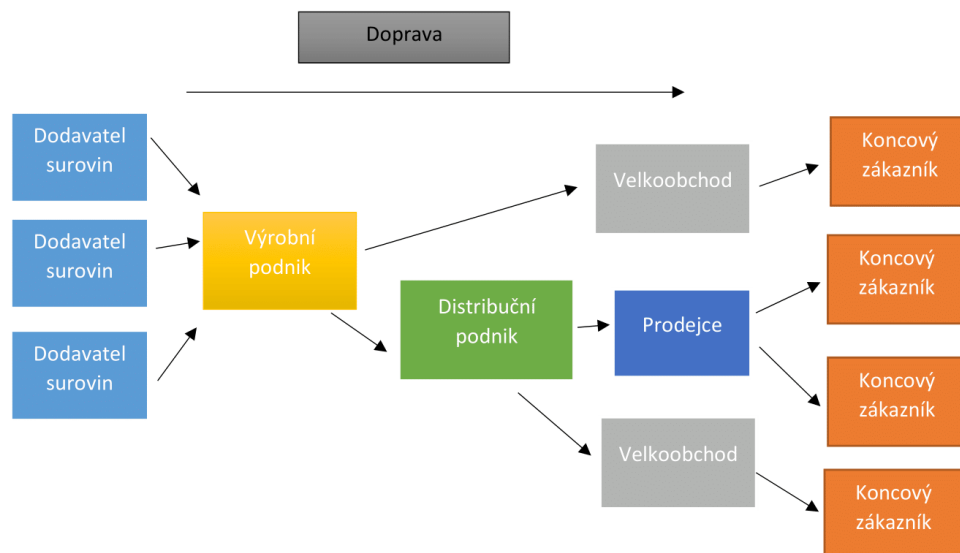 Doprava
Dodavatel
surovin
Velkoobchod
Koncový
zákazník
Dodavatel
surovin
Výrobní
podnik
Koncový
zákazník
Distribuční
podnik
Prodejce
Dodavatel
surovin
Koncový
zákazník
Velkoobchod
Koncový
zákazník